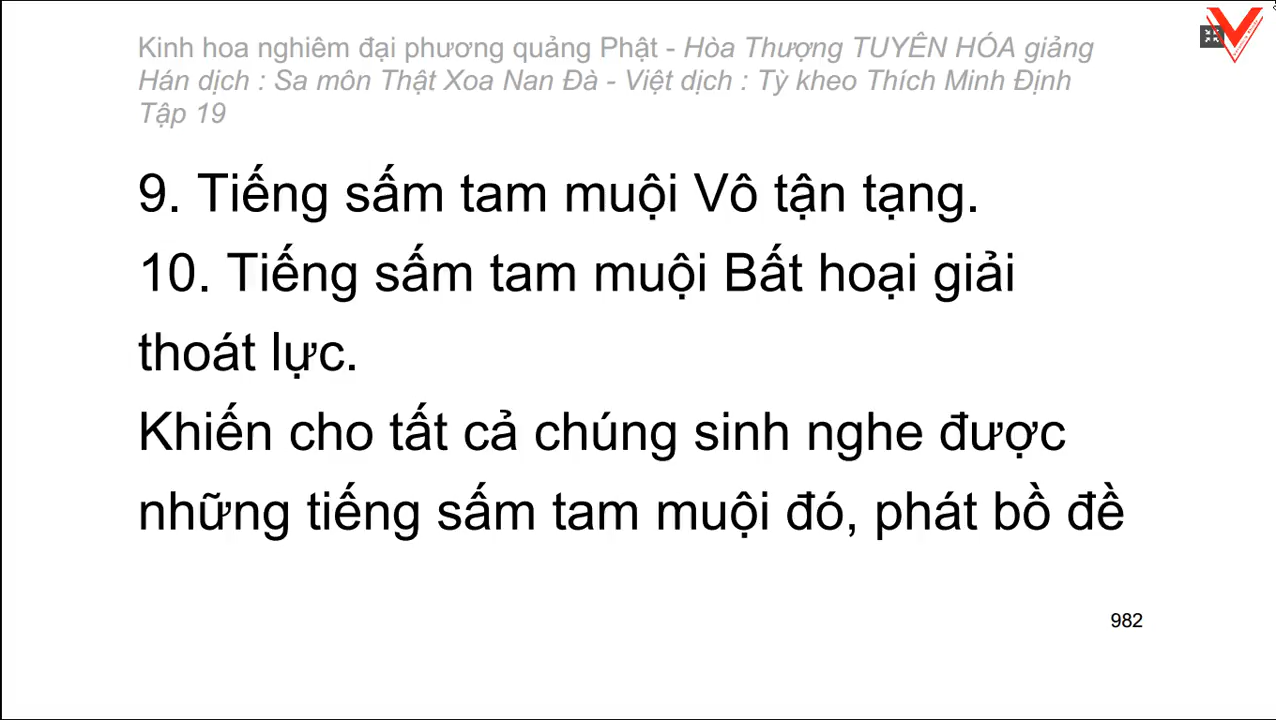 Kinh hoa nghiêm đại phương quảng Phật - Hòa Thượng TUYÊN HÓA giảng
Hán dịch : Sa môn Thật Xoa Nan Đà - Việt dịch : Tỳ kheo Thích Minh Định
Tập 19
9. Tiếng sấm tam muội Vô tận tạng.
10. Tiếng sấm tam muội Bất hoại giải
thoát lực.
Khiến cho tất cả chúng sinh nghe được
những tiếng sấm tam muội đó, phát bồ đề
982